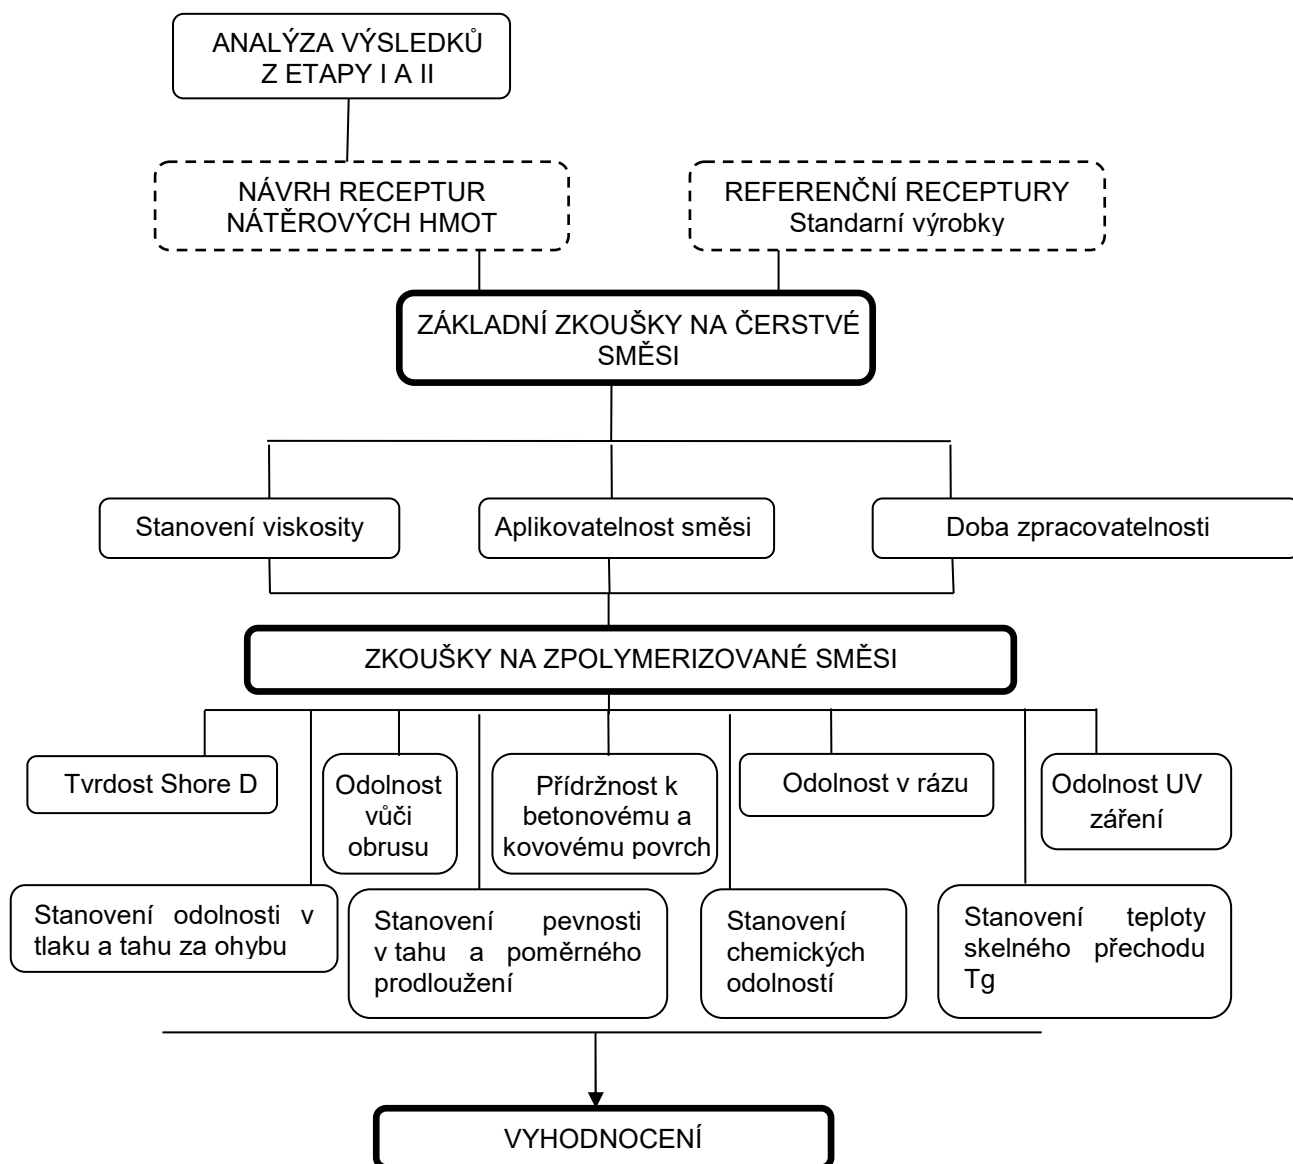 ANALÝZA VÝSLEDKŮ
Z ETAPY I A II
NÁVRH RECEPTUR
NÁTĚROVÝCH HMOT
REFERENČNÍ RECEPTURY
Standarní výrobky
ZÁKLADNÍ ZKOUŠKY NA ČERSTVÉ
SMĚSI
Stanovení viskosity
Aplikovatelnost směsi
Doba zpracovatelnosti
ZKOUŠKY NA ZPOLYMERIZOVANÉ SMĚSI
Tvrdost Shore D
Odolnost
vůči
obrusu
Přídržnost k
betonovému a
kovovému povrch
Odolnost v rázu
Odolnost UV
záření
Stanovení odolnosti v
tlaku a tahu za ohybu
Stanovení pevnosti
v tahu a poměrného
prodloužení
Stanovení
chemických
odolností
Stanovení teploty
skelného přechodu
Tg
VYHODNOCENÍ